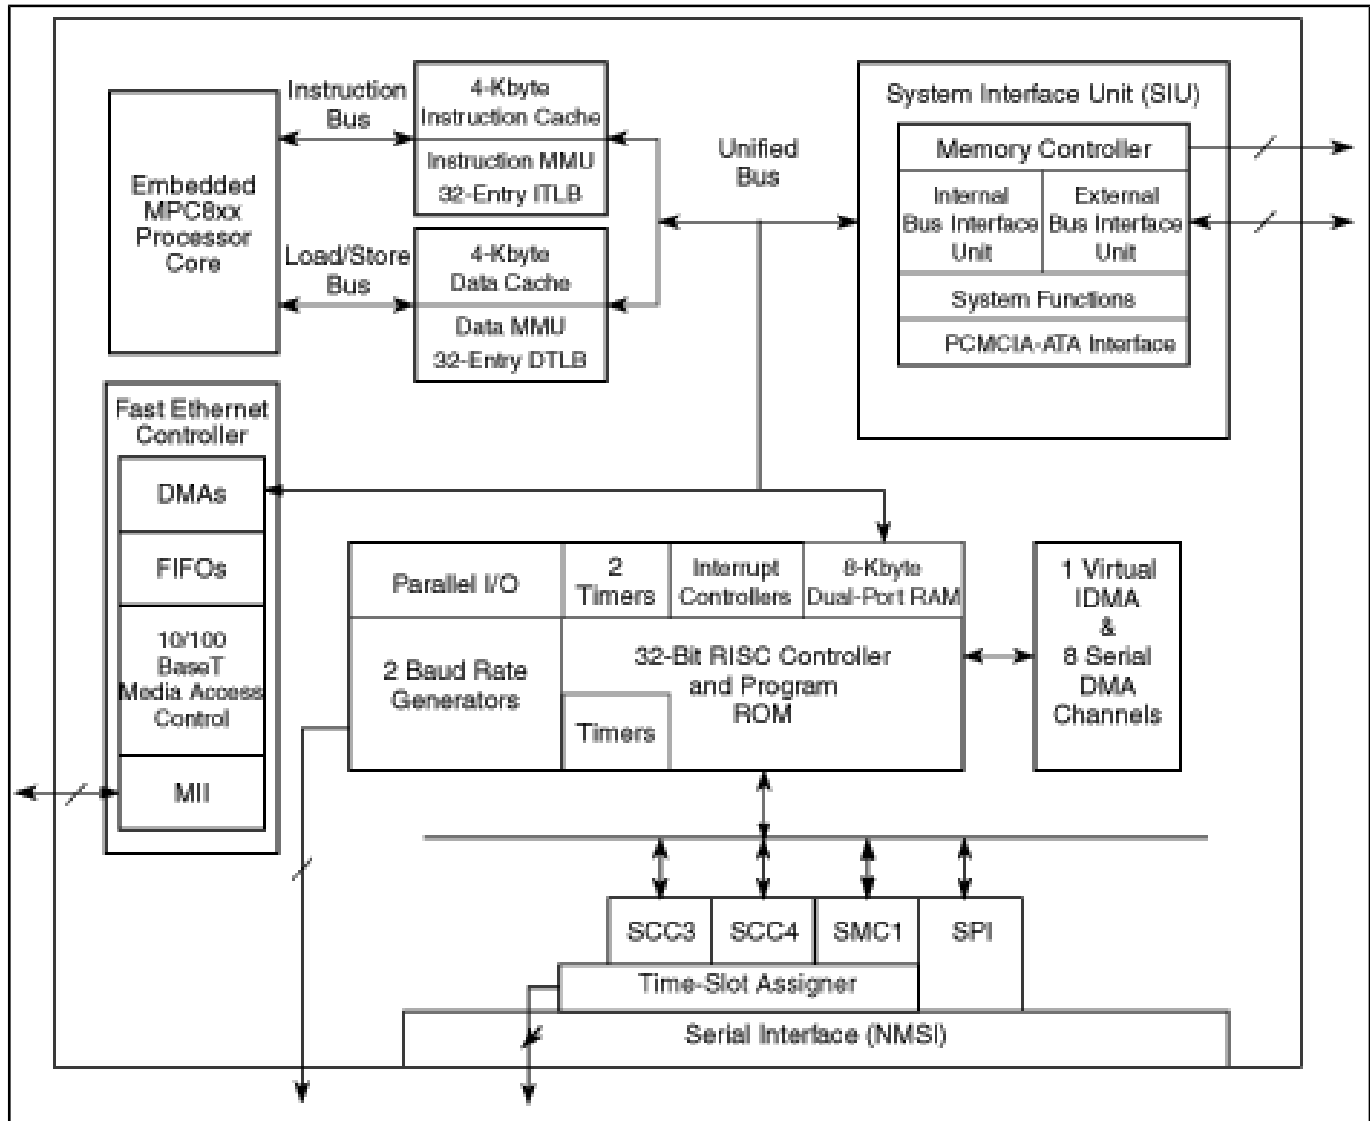 Instruction
Bus
4-Kbyte
Instruction Cache
Instruction MMU
32-Entry ITLB
Embedded
MPC8xx
Processor
Core
Load/Store
Bus
4-Kbyte
Data Cache
Data MMU
32-Entry DTLB
Unified
Bus
System Interface Unit (SIU)
Memory Controller
Internal
Bus Interface
Unit
External
Bus Interface
Unit
System Functions
PCMCIA-ATA Interface
Fast Ethernet
Controller
DMAs
FIFOs
10/100
BaseT
Media Access
Control
MII
Parallel I/O
2
Timers
Interrupt
Controllers
8-Kbyte
Dual-Port RAM
2 Baud Rate
Generators
32-Bit RISC Controller
and Program
ROM
Timers
1 Virtual
IDMA
&
8 Serial
DMA
Channels
SCC3
SCC4
SMC1
SPI
Time-Slot Assigner
Serial Interface (NMSI)